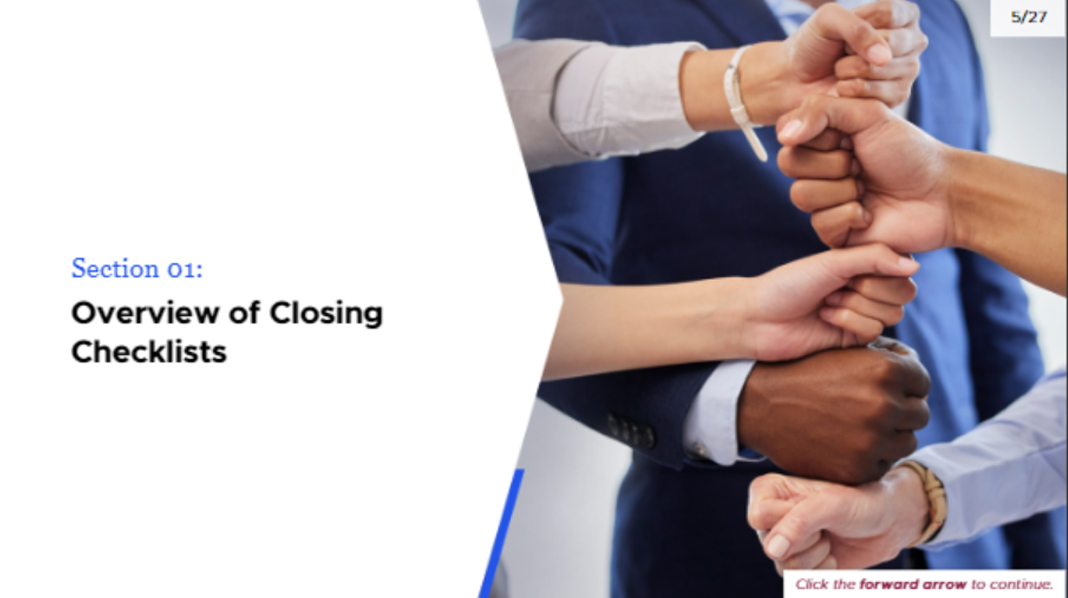 5/27
Section 01:
Overview of Closing
Checklists
Click the forward arrow to continue.